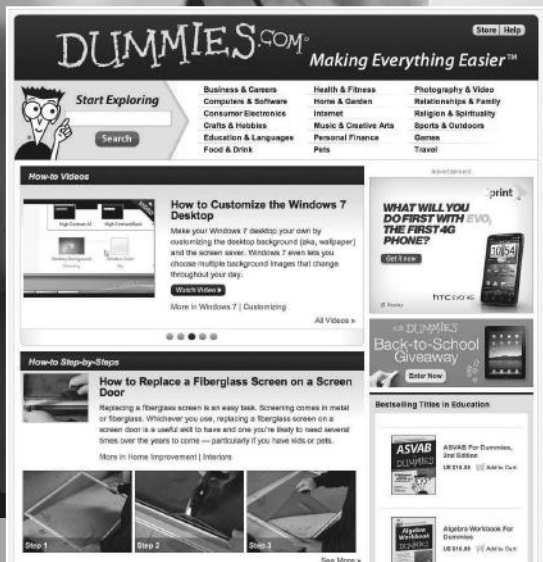 DUMMIES.COM®
Making Everything Easier™
Store | Help
Start Exploring
Search
Business & Careers
Computers & Software
Consumer Electronics
Crafts & Hobbies
Education & Languages
Food & Drink
Health & Fitness
Home & Garden
Internet
Music & Creative Arts
Personal Finance
Pets
Photography & Video
Relationships & Family
Religion & Spirituality
Sports & Outdoors
Games
Travel
How-to Videos
How to Customize the Windows 7
Desktop
Make your Windows 7 desktop your own by
customizing the desktop background (aka, wallpaper)
and the screen saver. Windows 7 even lets you
choose multiple background images that change
throughout your day.
Watch Video
More in Windows 7 | Customizing
All Videos »
Advertisement
Sprint
WHAT WILL YOU
DO FIRST WITH EVO,
THE FIRST 4G
PHONE?
Get it now
Replay
htc EVO 4G
DUMMIES
Back-to-School
Giveaway
Enter Now
How-to Step-by-Steps
How to Replace a Fiberglass Screen on a Screen
Door
Replacing a fiberglass screen is an easy task. Screening comes in metal
or fiberglass. Whichever you use, replacing a fiberglass screen on a
screen door is a useful skill to have and one you're likely to need several
times over the years to come — particularly if you have kids or pets.
More in Home Improvement | Interiors
Step 1
Step 2
Step 3
See More »
Bestselling Titles in Education
ASVAB
DUMMIES
ASVAB For Dummies,
2nd Edition
Add to Cart
Algebra
Workbook
DUMMIES
Algebra Workbook For
Dummies
Add to Cart